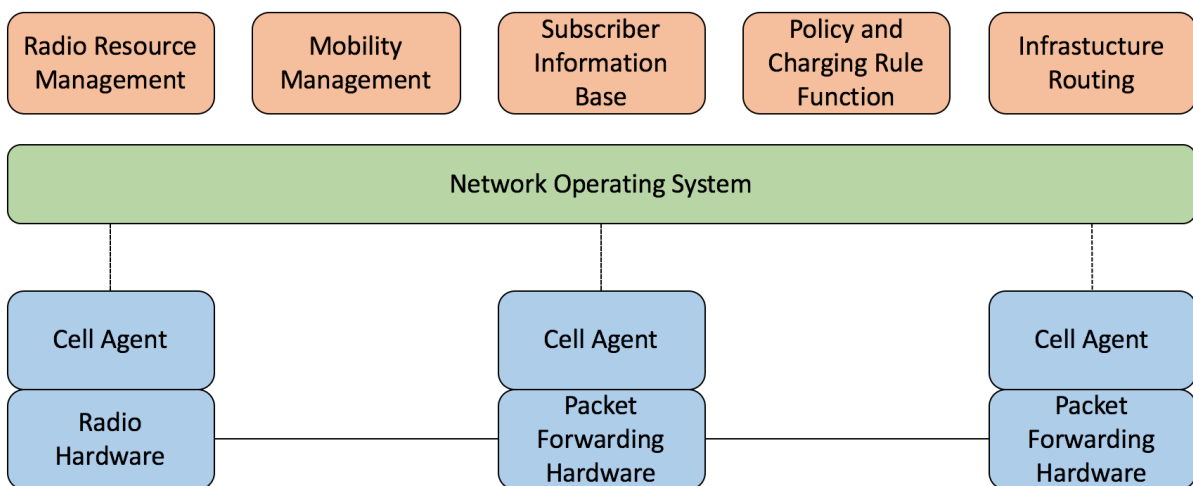 Radio Resource
Management
Mobility
Management
Subscriber
Information
Base
Policy and
Charging Rule
Function
Infrastucture
Routing
Network Operating System
Cell Agent
Cell Agent
Cell Agent
Radio
Hardware
Packet
Forwarding
Hardware
Packet
Forwarding
Hardware